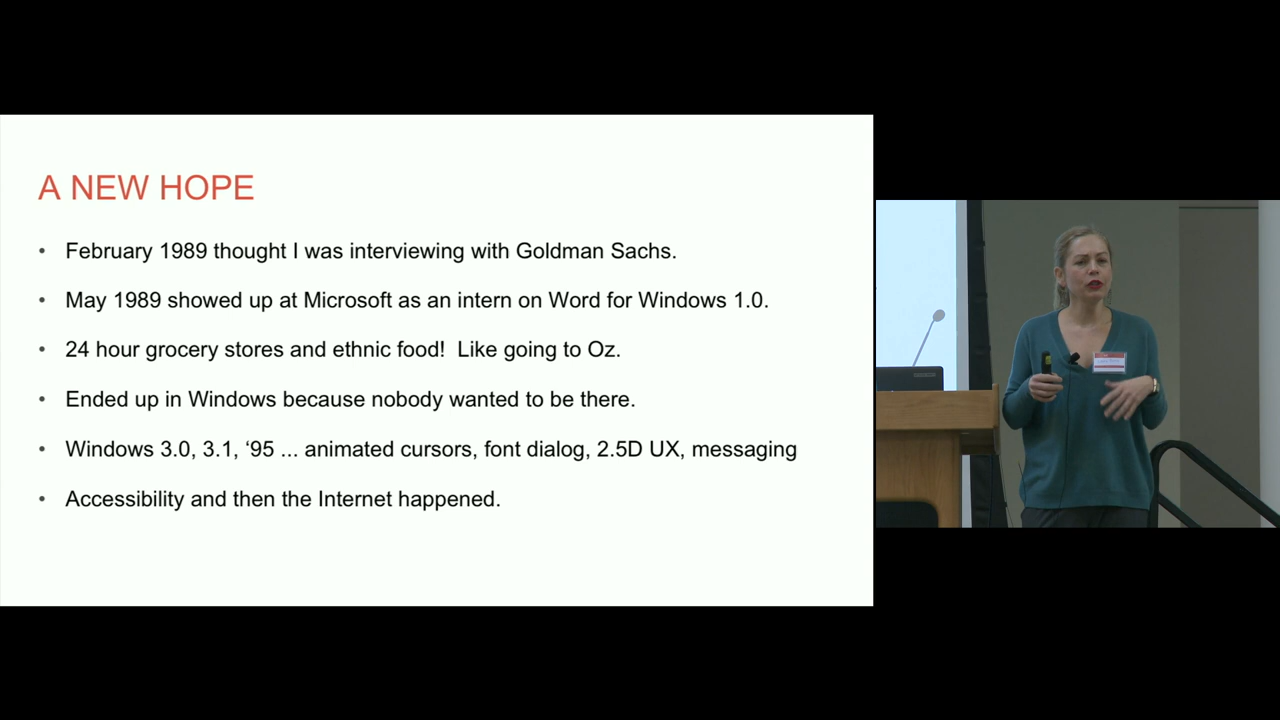 A NEW HOPE
• February 1989 thought I was interviewing with Goldman Sachs.
• May 1989 showed up at Microsoft as an intern on Word for Windows 1.0.
• 24 hour grocery stores and ethnic food!  Like going to Oz.
• Ended up in Windows because nobody wanted to be there.
• Windows 3.0, 3.1, ‘95 ... animated cursors, font dialog, 2.5D UX, messaging
• Accessibility and then the Internet happened.